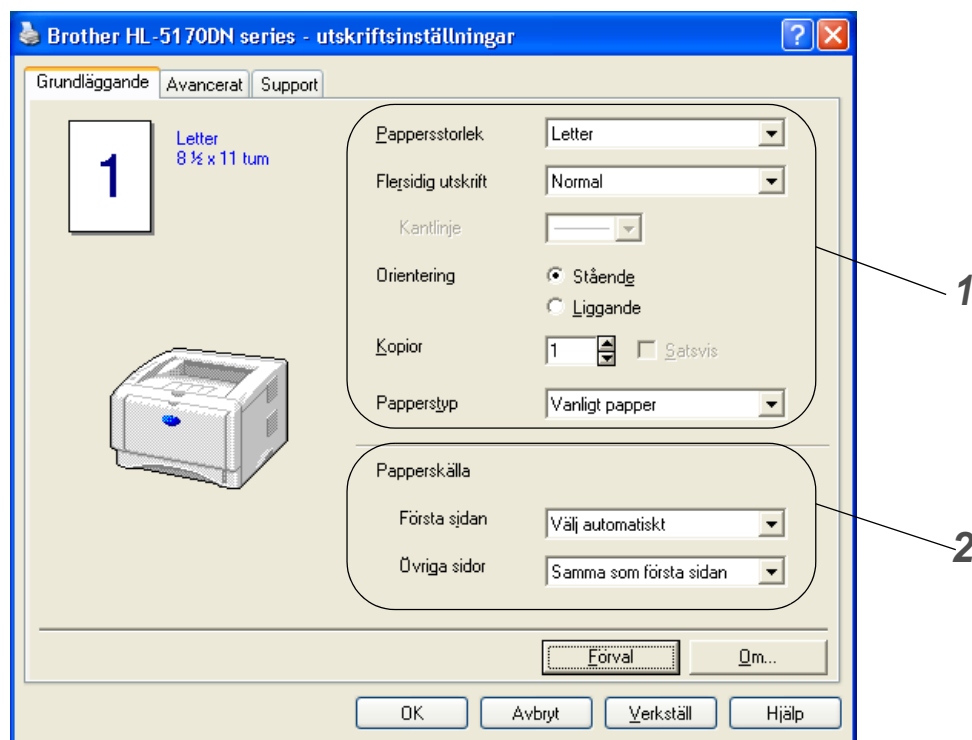 Brother HL-5170DN series - utskriftsinställningar
Grundläggande Avancerat Support
1
Letter
8 ½ x 11 tum
Pappersstorlek Letter
Flersidig utskrift Normal
Kantlinje
Orientering Stående
Liggande
Kopior 1 Satsvis
Papperstyp Vanligt papper
1
Papperskälla
Första sidan Välj automatiskt
Övriga sidor Samma som första sidan
2
Förval Om...
OK Avbryt Verkställ Hjälp